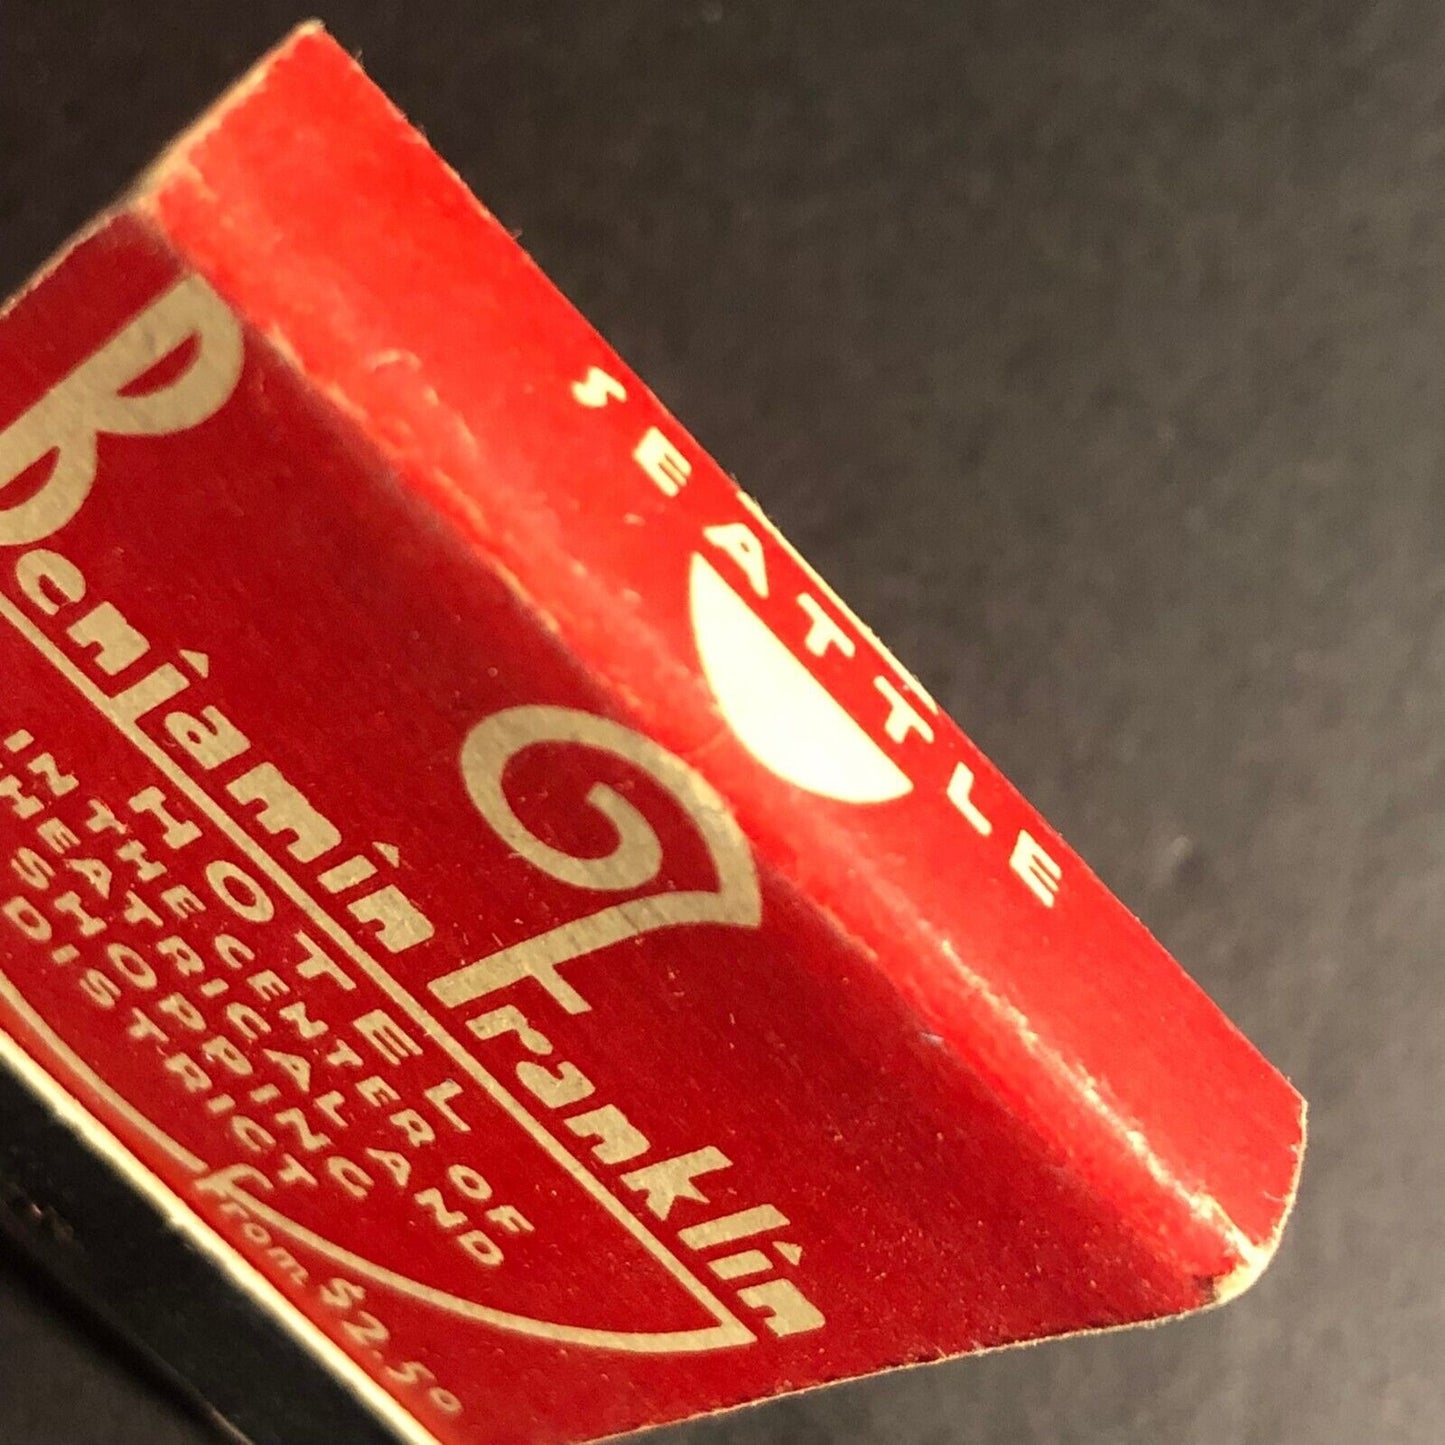 SEATTLE
Benjamin Franklin
HOTEL
IN THE CENTER OF
THEATRICAL AND
SHOPPING
DISTRICT
From $2.50